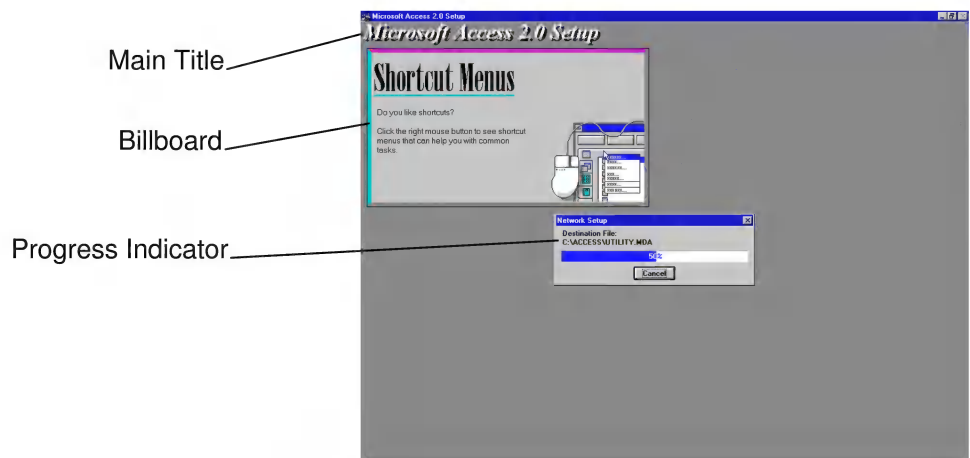 Microsoft Access 2.0 Setup
Microsoft Access 2.0 Setup
Main Title
Shortcut Menus
Do you like shortcuts?
Billboard
Click the right mouse button to see shortcut
menus that can help you with common
tasks.
Network Setup
Progress Indicator
Destination File:
C:\ACCESS\UTILITY.MDA
50%
Cancel